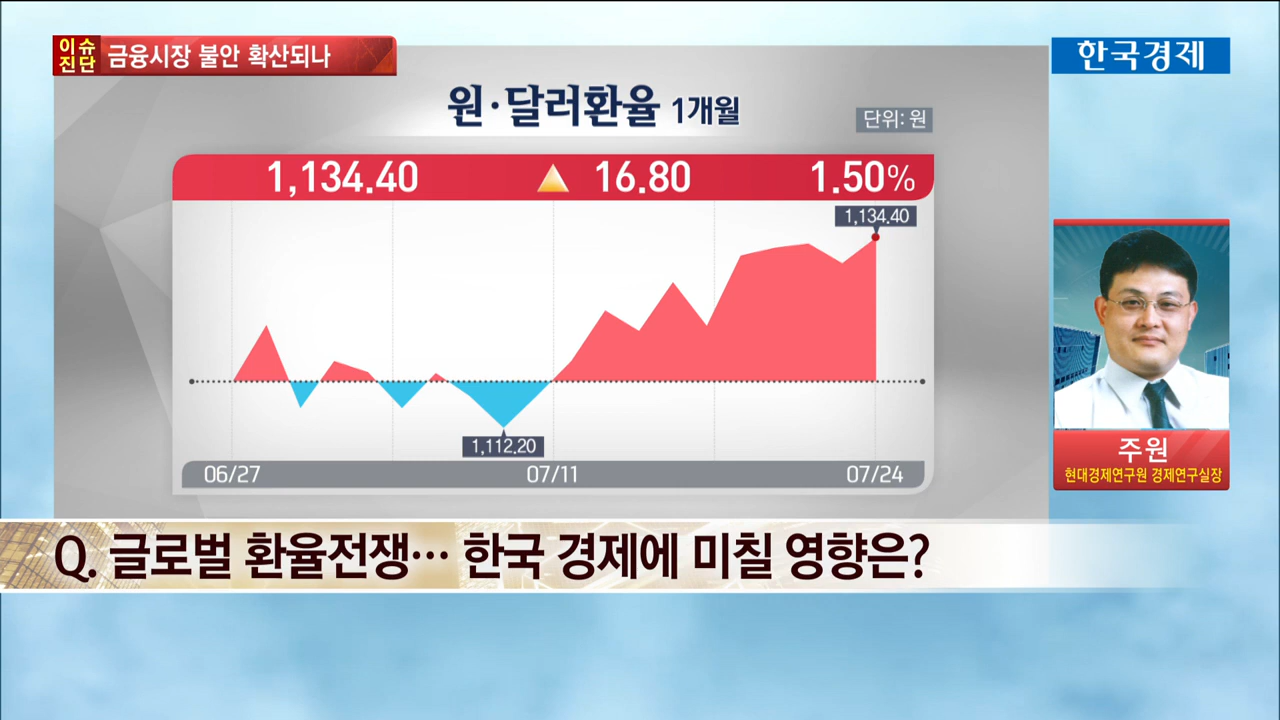 이슈
진단
금융시장 불안 확산되나
한국경제
원·달러환율 1개월
단위: 원
1,134.40 ▲ 16.80 1.50%
1,134.40
1,112.20
06/27 07/11 07/24
주원
현대경제연구원 경제연구실장
Q. 글로벌 환율전쟁… 한국 경제에 미칠 영향은?